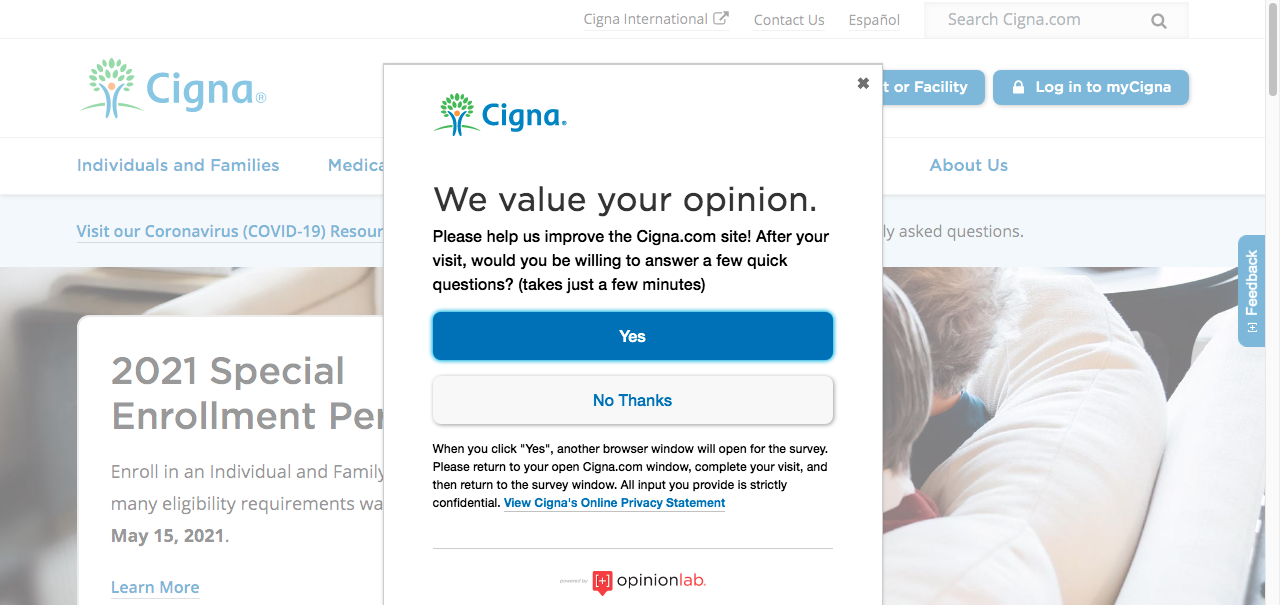 Cigna International
Contact Us
Español
Search Cigna.com
Cigna®
t or Facility
Log in to myCigna
Individuals and Families
Medica
About Us
Visit our Coronavirus (COVID-19) Resour
ly asked questions.
2021 Special
Enrollment Per
Enroll in an Individual and Family
many eligibility requirements wa
May 15, 2021.
Learn More
[+] Feedback
Cigna®
We value your opinion.
Please help us improve the Cigna.com site! After your
visit, would you be willing to answer a few quick
questions? (takes just a few minutes)
Yes
No Thanks
When you click "Yes", another browser window will open for the survey.
Please return to your open Cigna.com window, complete your visit, and
then return to the survey window. All input you provide is strictly
confidential. View Cigna's Online Privacy Statement
powered by [+] opinionlab.